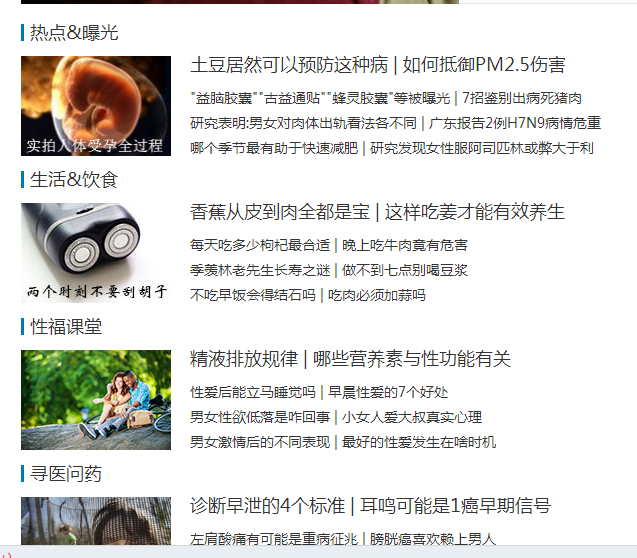 热点&曝光
土豆居然可以预防这种病 | 如何抵御PM2.5伤害
"益脑胶囊""古益通贴""蜂灵胶囊"等被曝光 | 7招鉴别出病死猪肉
研究表明:男女对肉体出轨看法各不同 | 广东报告2例H7N9病情危重
实拍人体受孕全过程
哪个季节最有助于快速减肥 | 研究发现女性服阿司匹林或弊大于利
生活&饮食
香蕉从皮到肉全都是宝 | 这样吃姜才能有效养生
每天吃多少枸杞最合适 | 晚上吃牛肉竟有危害
季羡林老先生长寿之谜 | 做不到七点别喝豆浆
两个时刻不要刮胡子
不吃早饭会得结石吗 | 吃肉必须加蒜吗
性福课堂
精液排放规律 | 哪些营养素与性功能有关
性爱后能立马睡觉吗 | 早晨性爱的7个好处
男女性欲低落是咋回事 | 小女人爱大叔真实心理
男女激情后的不同表现 | 最好的性爱发生在啥时机
寻医问药
诊断早泄的4个标准 | 耳鸣可能是1癌早期信号
左肩酸痛有可能是重病征兆 | 膀胱癌喜欢赖上男人